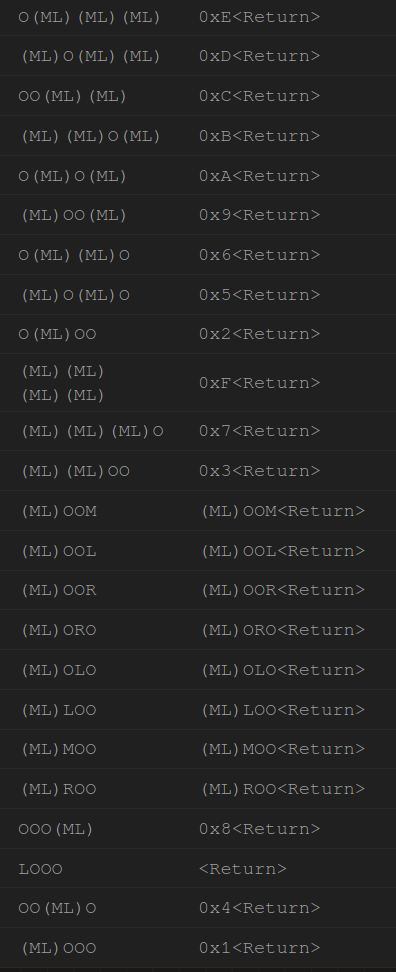 O(ML)(ML)(ML) 0xE<Return>
(ML)O(ML)(ML) 0xD<Return>
OO(ML)(ML) 0xC<Return>
(ML)(ML)O(ML) 0xB<Return>
O(ML)O(ML) 0xA<Return>
(ML)OO(ML) 0x9<Return>
O(ML)(ML)O 0x6<Return>
(ML)O(ML)O 0x5<Return>
O(ML)OO 0x2<Return>
(ML)(ML)
(ML)(ML) 0xF<Return>
(ML)(ML)(ML)O 0x7<Return>
(ML)(ML)OO 0x3<Return>
(ML)OOM (ML)OOM<Return>
(ML)OOL (ML)OOL<Return>
(ML)OOR (ML)OOR<Return>
(ML)ORO (ML)ORO<Return>
(ML)OLO (ML)OLO<Return>
(ML)LOO (ML)LOO<Return>
(ML)MOO (ML)MOO<Return>
(ML)ROO (ML)ROO<Return>
OOO(ML) 0x8<Return>
LOOO <Return>
OO(ML)O 0x4<Return>
(ML)OOO 0x1<Return>